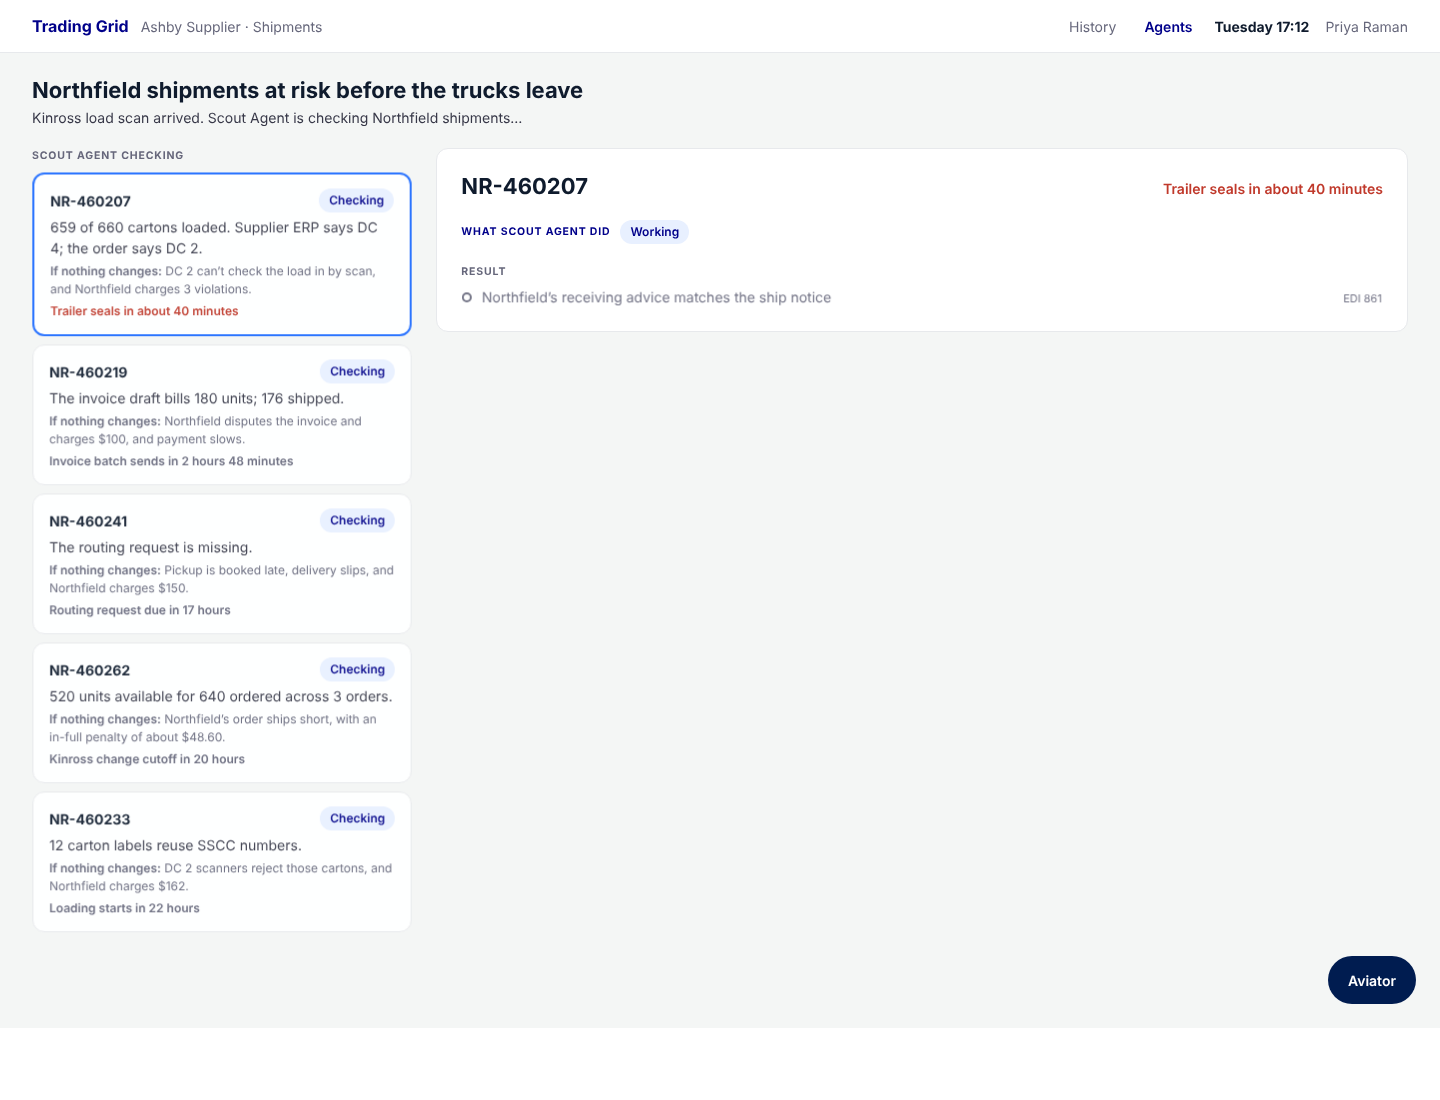 Trading Grid Ashby Supplier · Shipments History Agents Tuesday 17:12 Priya Raman
Northfield shipments at risk before the trucks leave
Kinross load scan arrived. Scout Agent is checking Northfield shipments...
SCOUT AGENT CHECKING
NR-460207 Checking
659 of 660 cartons loaded. Supplier ERP says DC
4; the order says DC 2.
If nothing changes: DC 2 can't check the load in by scan,
and Northfield charges 3 violations.
Trailer seals in about 40 minutes
NR-460219 Checking
The invoice draft bills 180 units; 176 shipped.
If nothing changes: Northfield disputes the invoice and
charges $100, and payment slows.
Invoice batch sends in 2 hours 48 minutes
NR-460241 Checking
The routing request is missing.
If nothing changes: Pickup is booked late, delivery slips, and
Northfield charges $150.
Routing request due in 17 hours
NR-460262 Checking
520 units available for 640 ordered across 3 orders.
If nothing changes: Northfield's order ships short, with an
in-full penalty of about $48.60.
Kinross change cutoff in 20 hours
NR-460233 Checking
12 carton labels reuse SSCC numbers.
If nothing changes: DC 2 scanners reject those cartons, and
Northfield charges $162.
Loading starts in 22 hours
NR-460207 Trailer seals in about 40 minutes
WHAT SCOUT AGENT DID Working
RESULT
Northfield's receiving advice matches the ship notice EDI 861
Aviator